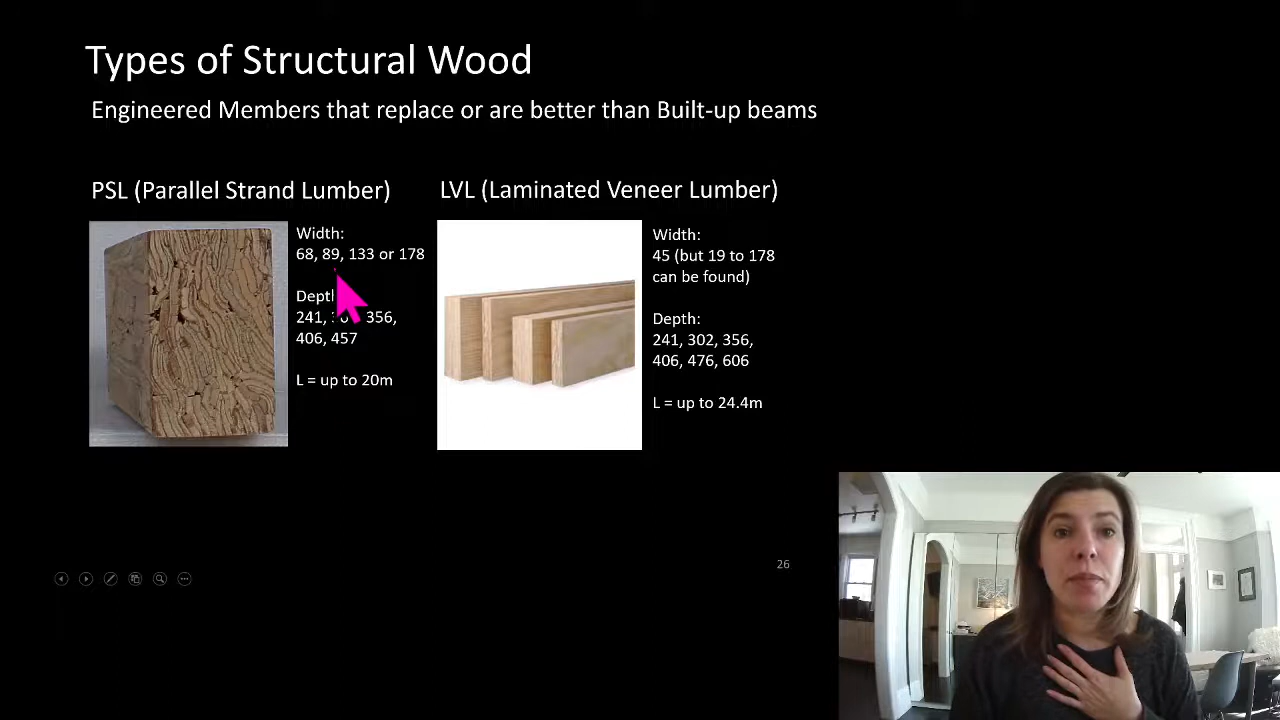 Types of Structural Wood
Engineered Members that replace or are better than Built-up beams
PSL (Parallel Strand Lumber)
Width:
68, 89, 133 or 178
241, 356,
406, 457
L = up to 20m
LVL (Laminated Veneer Lumber)
Width:
45 (but 19 to 178
can be found)
Depth:
241, 302, 356,
406, 476, 606
L = up to 24.4m
26